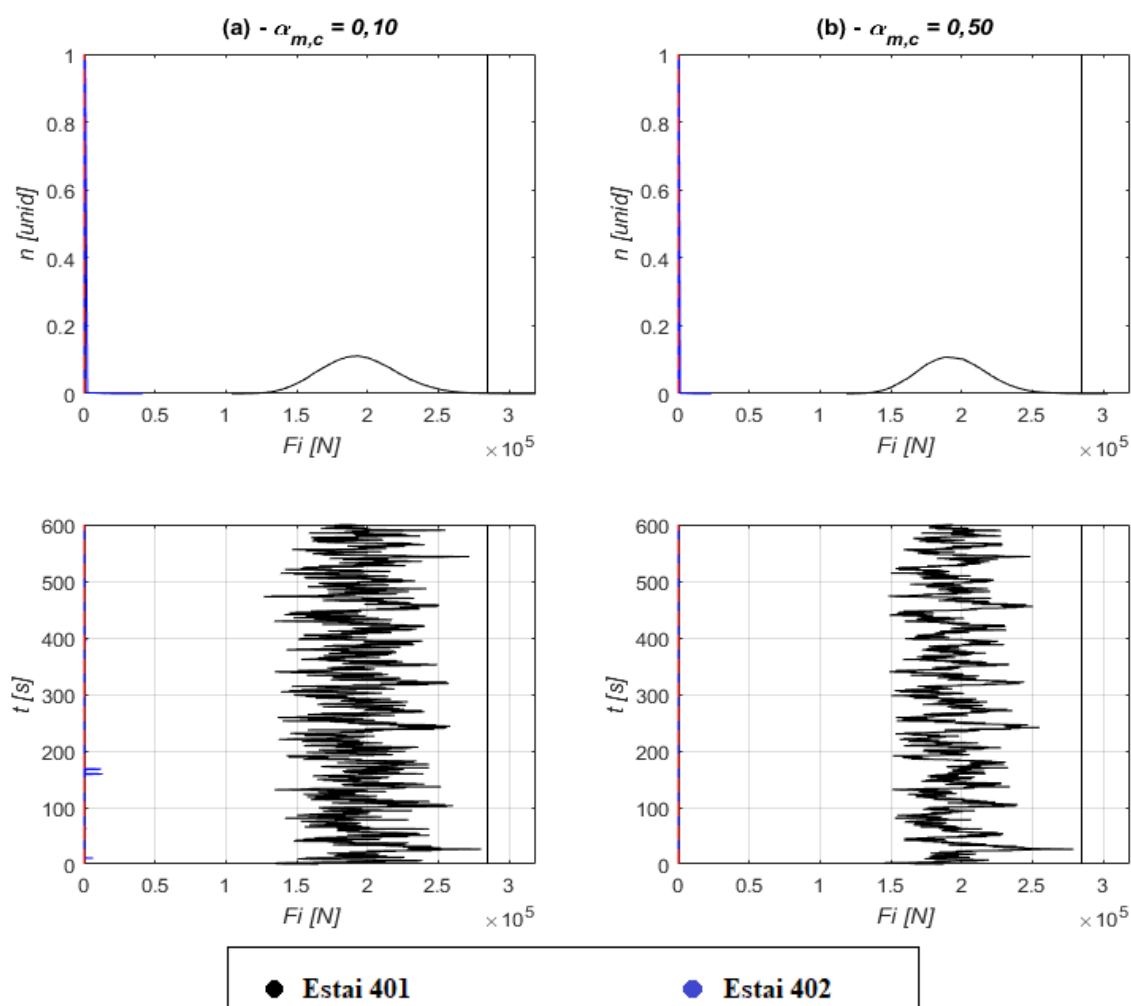 (a) - α_{m,c} = 0,10
(b) - α_{m,c} = 0,50
1
0.8
0.6
0.4
0.2
0
n [unid]
0 0.5 1 1.5 2 2.5 3
Fi [N]
×10^5
1
0.8
0.6
0.4
0.2
0
n [unid]
0 0.5 1 1.5 2 2.5 3
Fi [N]
×10^5
600
500
400
300
200
100
0
t [s]
0 0.5 1 1.5 2 2.5 3
Fi [N]
×10^5
600
500
400
300
200
100
0
t [s]
0 0.5 1 1.5 2 2.5 3
Fi [N]
×10^5
Estai 401
Estai 402